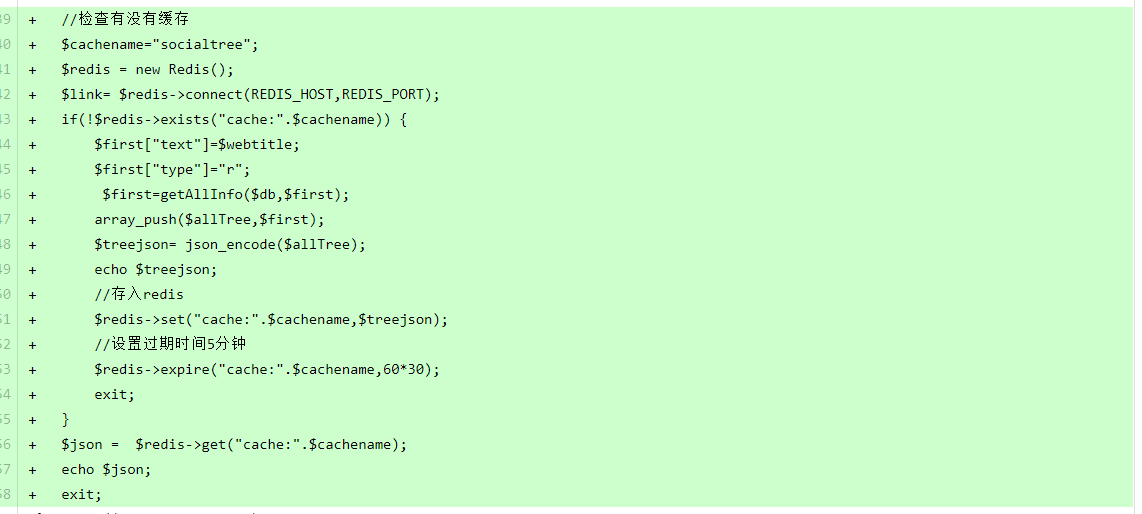 39 + //检查有没有缓存
40 + $cachename="socialtree";
41 + $redis = new Redis();
42 + $link= $redis->connect(REDIS_HOST,REDIS_PORT);
43 + if(!$redis->exists("cache:".$cachename)) {
44 + $first["text"]=$webtitle;
45 + $first["type"]="r";
46 + $first=getAllInfo($db,$first);
47 + array_push($allTree,$first);
48 + $treejson= json_encode($allTree);
49 + echo $treejson;
50 + //存入redis
51 + $redis->set("cache:".$cachename,$treejson);
52 + //设置过期时间5分钟
53 + $redis->expire("cache:".$cachename,60*30);
54 + exit;
55 + }
56 + $json =  $redis->get("cache:".$cachename);
57 + echo $json;
58 + exit;